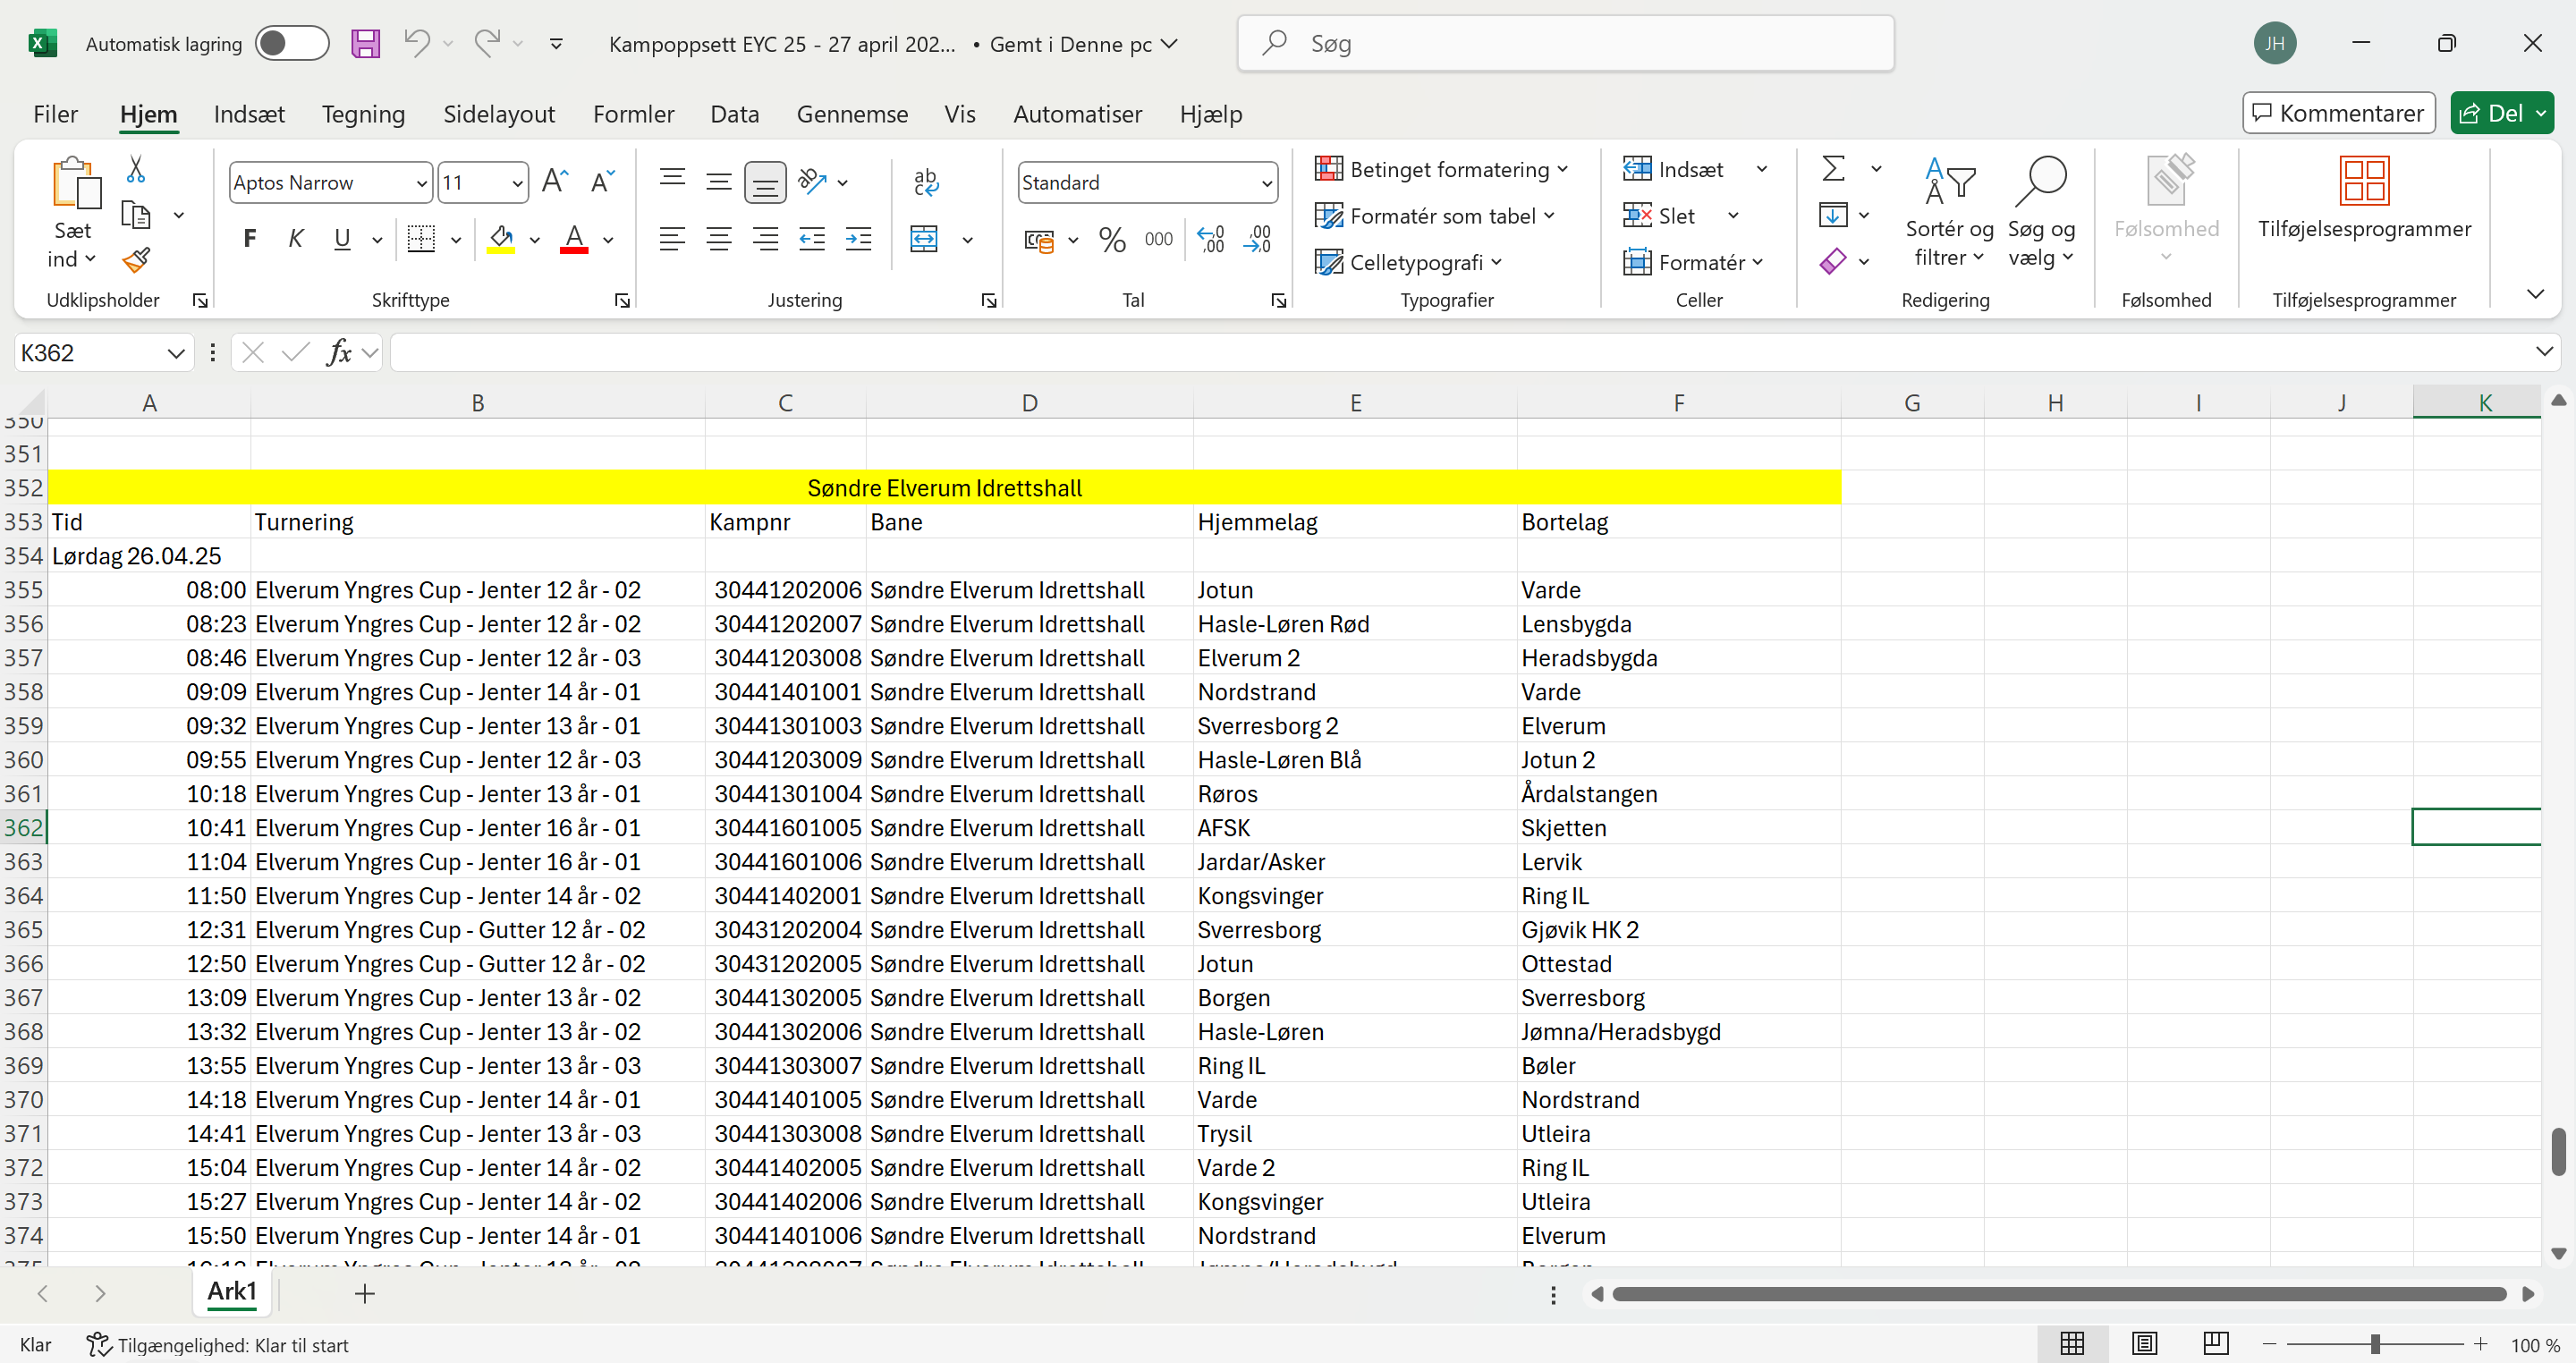 Automatisk lagring Kampoppsett EYC 25 - 27 april 202... • Gemt i Denne pc Søg JH
Filer Hjem Indsæt Tegning Sidelayout Formler Data Gennemse Vis Automatiser Hjælp Kommentarer Del
Sæt ind
Udklipsholder
Aptos Narrow 11
F K U A
Skrifttype
ab c
Justering
Standard
% 000 ,00 ,00
Tal
Betinget formatering
Formatér som tabel
Celletypografi
Typografier
Indsæt
Slet
Formatér
Celler
Sortér og filtrer
Søg og vælg
Redigering
Følsomhed
Følsomhed
Tilføjelsesprogrammer
Tilføjelsesprogrammer
K362 fx
A B C D E F G H I J K
350
351
352 Søndre Elverum Idrettshall
353 Tid Turnering Kampnr Bane Hjemmelag Bortelag
354 Lørdag 26.04.25
355 08:00 Elverum Yngres Cup - Jenter 12 år - 02 30441202006 Søndre Elverum Idrettshall Jotun Varde
356 08:23 Elverum Yngres Cup - Jenter 12 år - 02 30441202007 Søndre Elverum Idrettshall Hasle-Løren Rød Lensbygda
357 08:46 Elverum Yngres Cup - Jenter 12 år - 03 30441203008 Søndre Elverum Idrettshall Elverum 2 Heradsbygda
358 09:09 Elverum Yngres Cup - Jenter 14 år - 01 30441401001 Søndre Elverum Idrettshall Nordstrand Varde
359 09:32 Elverum Yngres Cup - Jenter 13 år - 01 30441301003 Søndre Elverum Idrettshall Sverresborg 2 Elverum
360 09:55 Elverum Yngres Cup - Jenter 12 år - 03 30441203009 Søndre Elverum Idrettshall Hasle-Løren Blå Jotun 2
361 10:18 Elverum Yngres Cup - Jenter 13 år - 01 30441301004 Søndre Elverum Idrettshall Røros Årdalstangen
362 10:41 Elverum Yngres Cup - Jenter 16 år - 01 30441601005 Søndre Elverum Idrettshall AFSK Skjetten
363 11:04 Elverum Yngres Cup - Jenter 16 år - 01 30441601006 Søndre Elverum Idrettshall Jardar/Asker Lervik
364 11:50 Elverum Yngres Cup - Jenter 14 år - 02 30441402001 Søndre Elverum Idrettshall Kongsvinger Ring IL
365 12:31 Elverum Yngres Cup - Gutter 12 år - 02 30431202004 Søndre Elverum Idrettshall Sverresborg Gjøvik HK 2
366 12:50 Elverum Yngres Cup - Gutter 12 år - 02 30431202005 Søndre Elverum Idrettshall Jotun Ottestad
367 13:09 Elverum Yngres Cup - Jenter 13 år - 02 30441302005 Søndre Elverum Idrettshall Borgen Sverresborg
368 13:32 Elverum Yngres Cup - Jenter 13 år - 02 30441302006 Søndre Elverum Idrettshall Hasle-Løren Jømna/Heradsbygd
369 13:55 Elverum Yngres Cup - Jenter 13 år - 03 30441303007 Søndre Elverum Idrettshall Ring IL Bøler
370 14:18 Elverum Yngres Cup - Jenter 14 år - 01 30441401005 Søndre Elverum Idrettshall Varde Nordstrand
371 14:41 Elverum Yngres Cup - Jenter 13 år - 03 30441303008 Søndre Elverum Idrettshall Trysil Utleira
372 15:04 Elverum Yngres Cup - Jenter 14 år - 02 30441402005 Søndre Elverum Idrettshall Varde 2 Ring IL
373 15:27 Elverum Yngres Cup - Jenter 14 år - 02 30441402006 Søndre Elverum Idrettshall Kongsvinger Utleira
374 15:50 Elverum Yngres Cup - Jenter 14 år - 01 30441401006 Søndre Elverum Idrettshall Nordstrand Elverum
Ark1
Klar Tilgængelighed: Klar til start 100 %